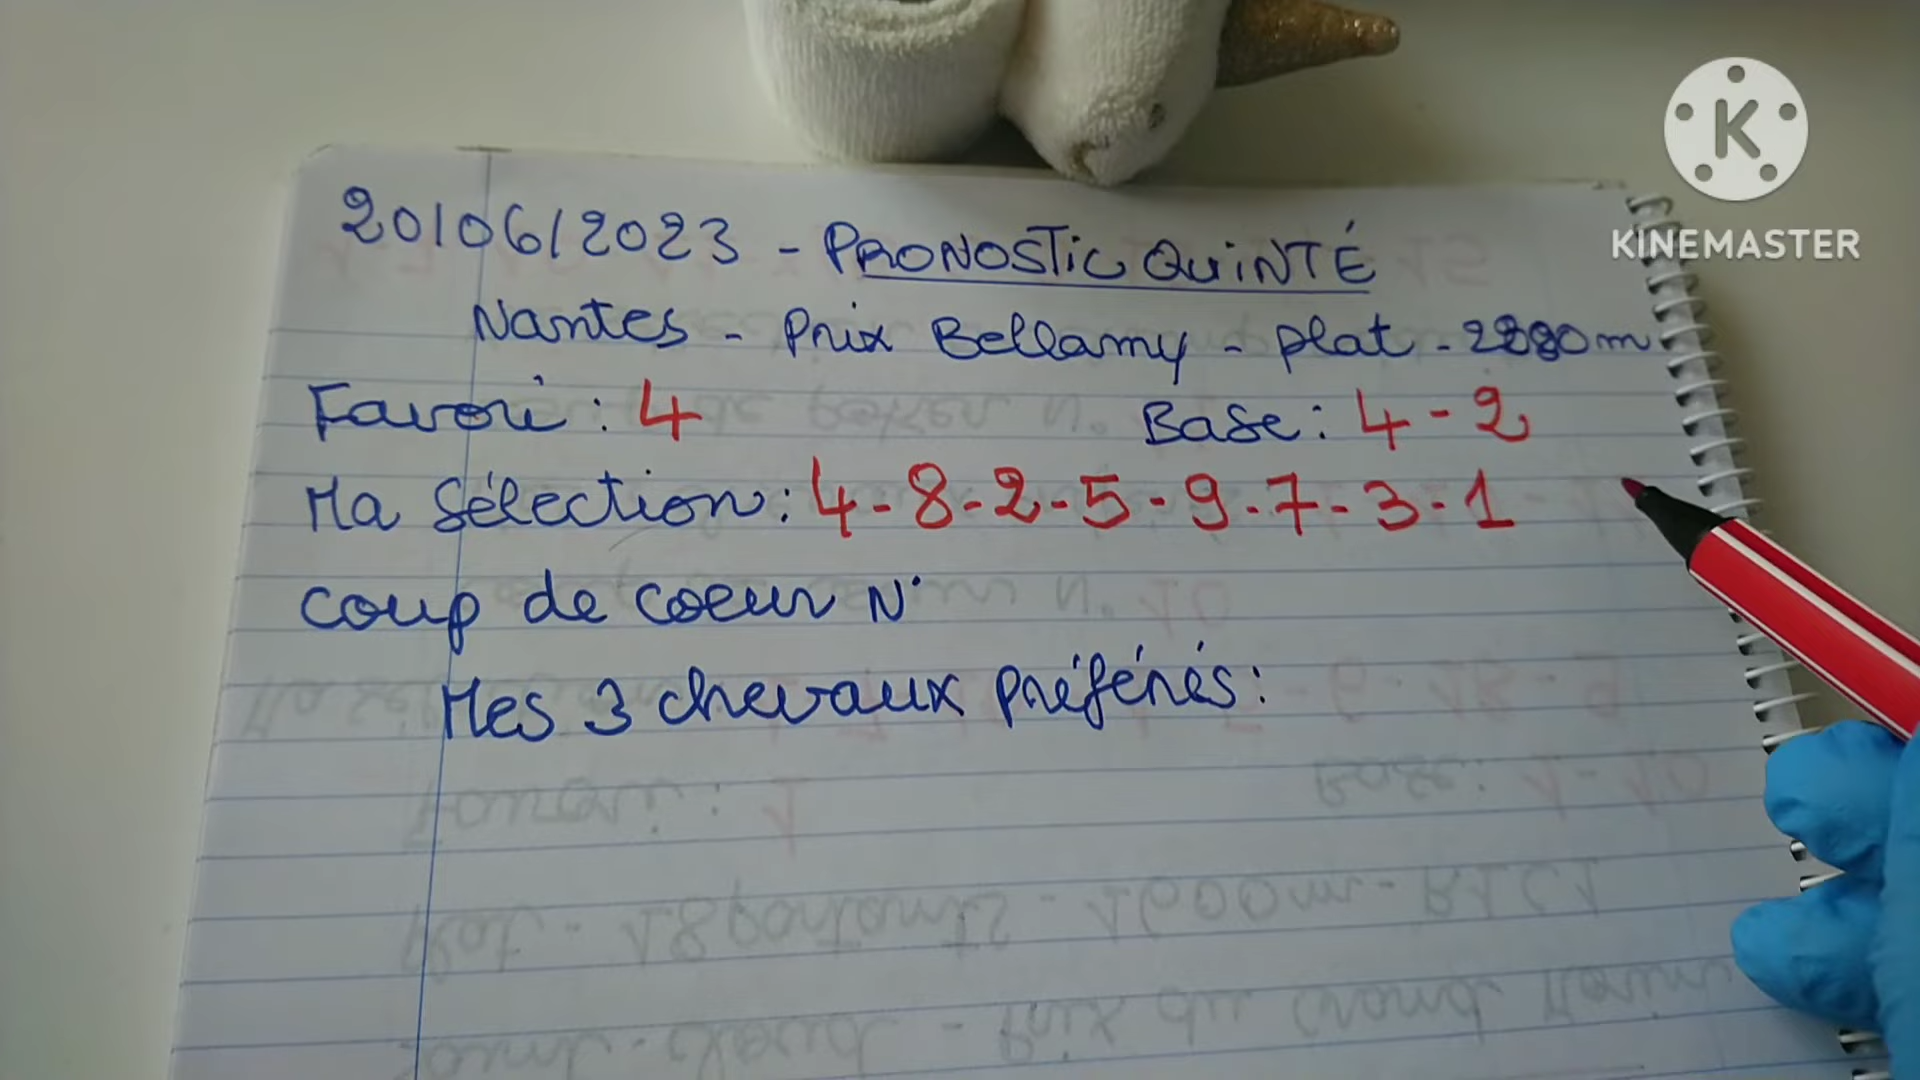 20/06/2023 - PRONOSTIC QUINTÉ
Nantes - Prix Bellamy - plat -
Favori : 4 Base : 4 - 2
Ma Sélection : 4 - 8 - 2 - 5 - 9 - 7 - 3 - 1
coup de coeur N°
Mes 3 chevaux préférés :
K
KINEMASTER